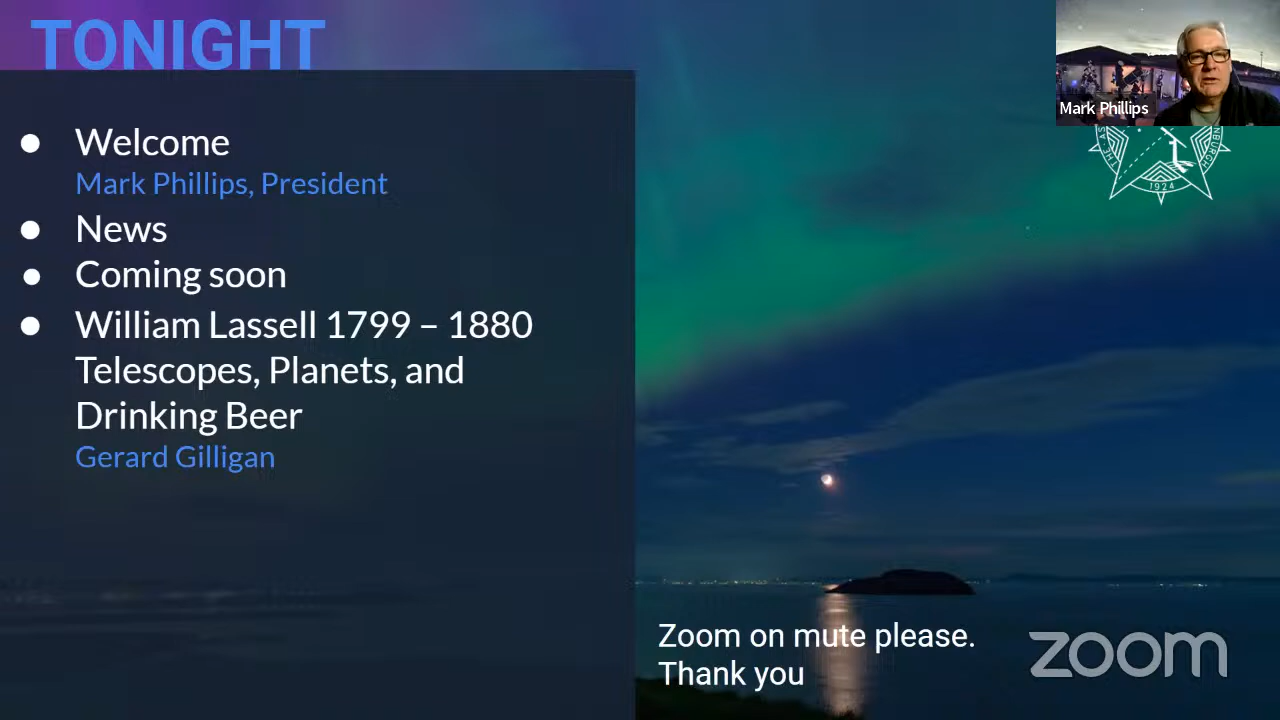 TONIGHT
Mark Phillips
Welcome
Mark Phillips, President
News
Coming soon
William Lassell 1799 – 1880
Telescopes, Planets, and
Drinking Beer
Gerard Gilligan
1924
Zoom on mute please.
Thank you
zoom